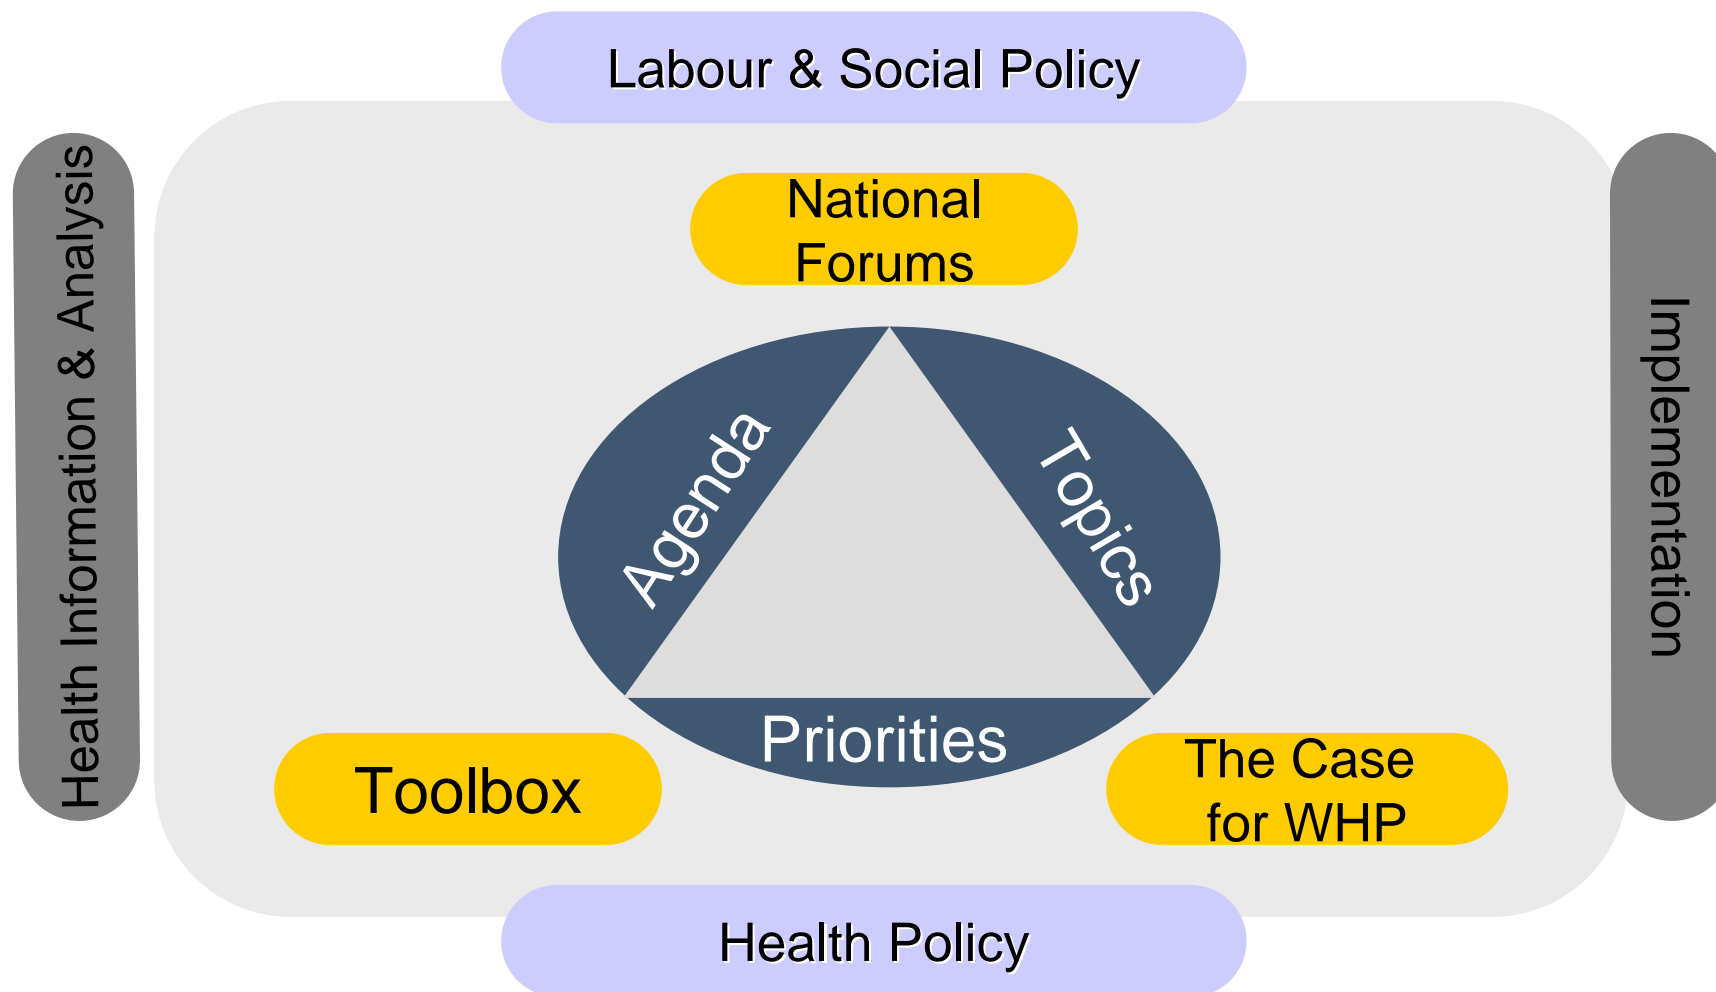 Labour & Social Policy
National
Forums
Health Information & Analysis
Implementation
Agenda
Topics
Priorities
Toolbox
The Case
for WHP
Health Policy